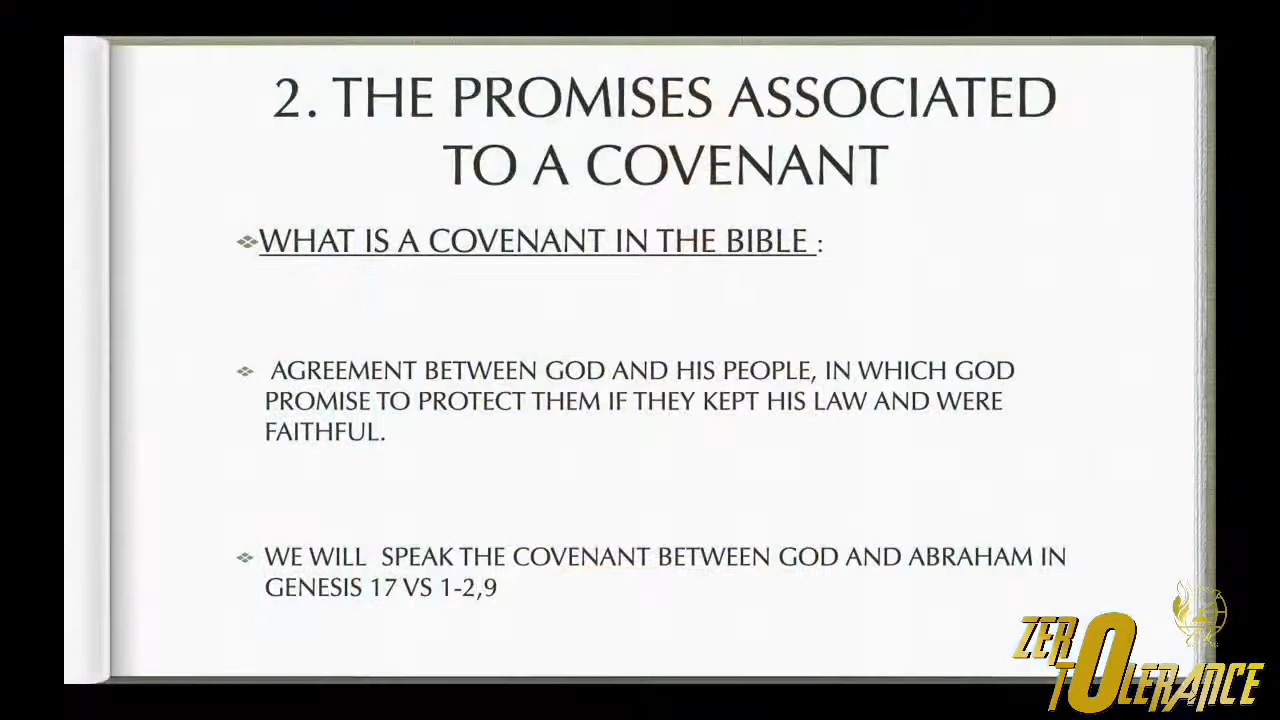 2. THE PROMISES ASSOCIATED
TO A COVENANT
WHAT IS A COVENANT IN THE BIBLE :
AGREEMENT BETWEEN GOD AND HIS PEOPLE, IN WHICH GOD
PROMISE TO PROTECT THEM IF THEY KEPT HIS LAW AND WERE
FAITHFUL.
WE WILL SPEAK THE COVENANT BETWEEN GOD AND ABRAHAM IN
GENESIS 17 VS 1-2,9
ZERO
TOLERANCE